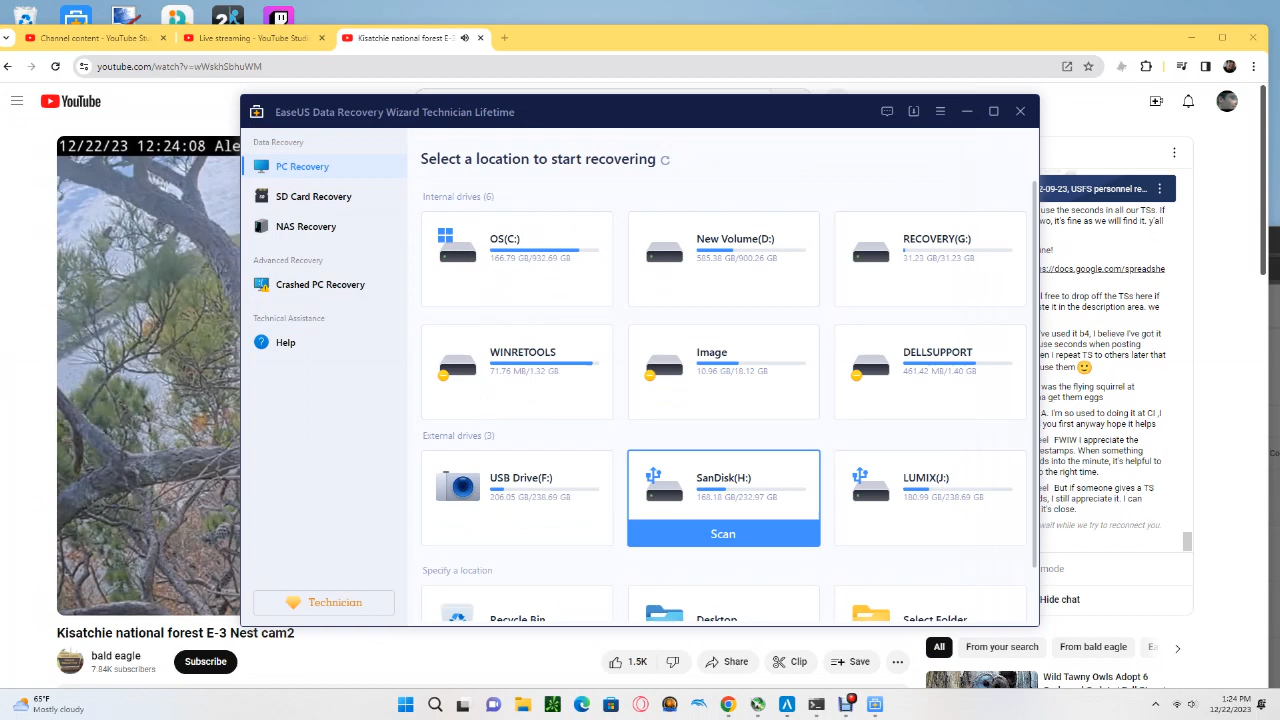 Channel content - YouTube Stu
Live streaming - YouTube Studio
Kisatchie national forest E-3
youtube.com/watch?v=wWskhSbhuWM
YouTube
12/22/23 12:24:08 Ale
EaseUS Data Recovery Wizard Technician Lifetime
Data Recovery
PC Recovery
SD Card Recovery
NAS Recovery
Advanced Recovery
Crashed PC Recovery
Technical Assistance
Help
Technician
Select a location to start recovering
Internal drives (6)
OS(C:)
166.79 GB/932.69 GB
New Volume(D:)
585.38 GB/900.26 GB
RECOVERY(G:)
31.23 GB/31.23 GB
WINRETOOLS
71.76 MB/1.32 GB
Image
10.96 GB/18.12 GB
DELLSUPPORT
461.42 MB/1.40 GB
External drives (3)
USB Drive(F:)
206.05 GB/238.69 GB
SanDisk(H:)
168.18 GB/232.97 GB
Scan
LUMIX(J:)
180.99 GB/238.69 GB
Specify a location
Recycle Bin
Desktop
Select Folder
2-09-23, USFS personnel re...
use the seconds in all our TSs. If
wo, it's fine as we will find it. y'all
ne!
s://docs.google.com/spreadshe
l free to drop off the TSs here if
te it in the description area. we
've used it b4, I believe I've got it
use seconds when posting
en I repeat TS to others later that
use them
was the flying squirrel at
na get them eggs
A. I'm so used to doing it at CI ,I
you first anyway hope it helps
eel FWIW I appreciate the
estamps. When something
ds into the minute, it's helpful to
o the right time.
eel But if someone gives a TS
ds, I still appreciate it. I can
it's close.
wait while we try to reconnect you.
mode
Hide chat
Kisatchie national forest E-3 Nest cam2
bald eagle
7.84K subscribers
Subscribe
1.5K
Share
Clip
Save
All
From your search
From bald eagle
Wild Tawny Owls Adopt 6
65°F
Mostly cloudy
1:24 PM
12/22/2023